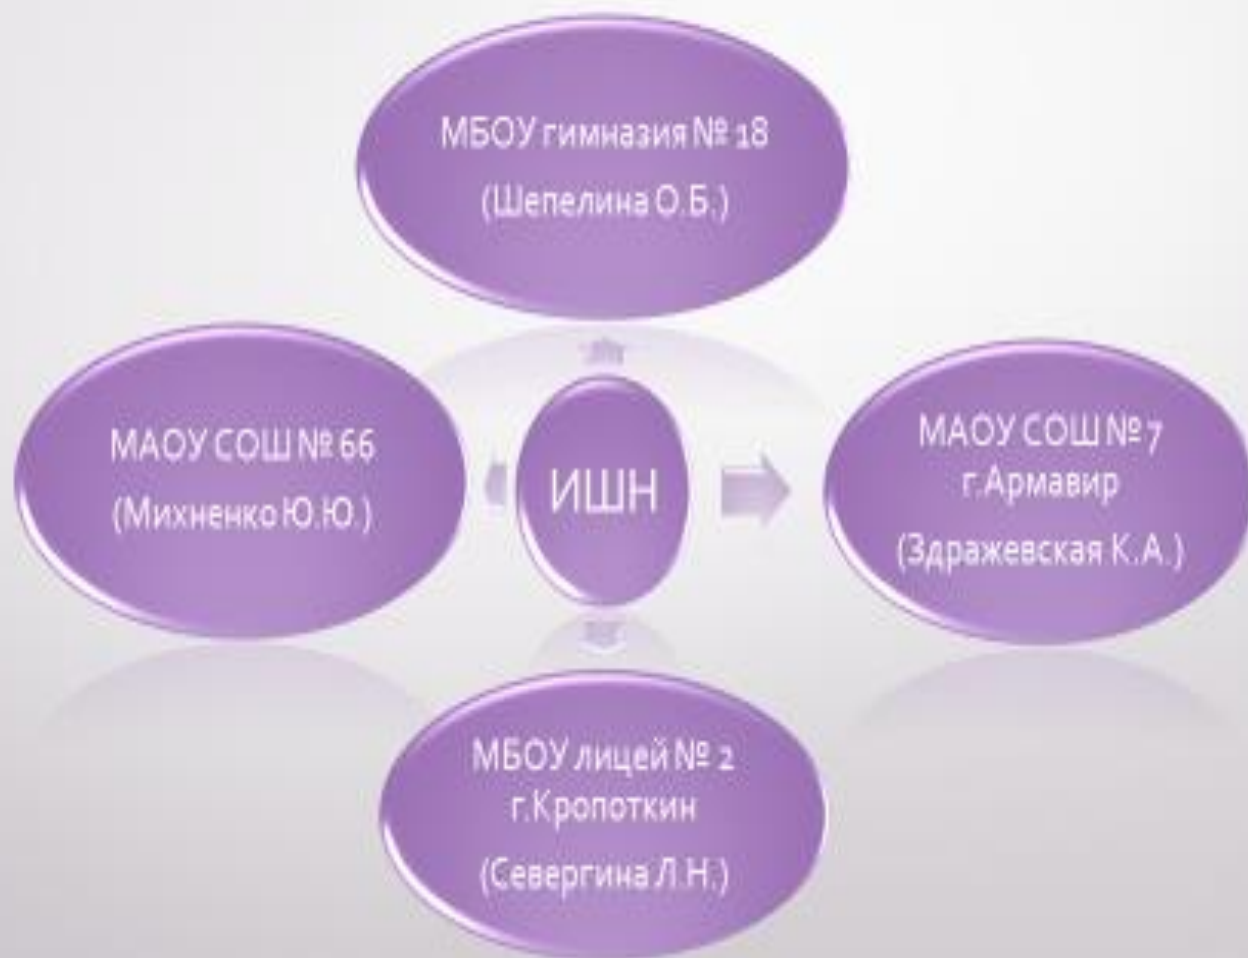 МБОУ гимназия № 18
(Шепелина О.Б.)
МАОУ СОШ № 66
(Михненко Ю.Ю.)
ИШН
МАОУ СОШ № 7
г.Армавир
(Здражевская К.А.)
МБОУ лицей № 2
г.Кропоткин
(Севергина Л.Н.)